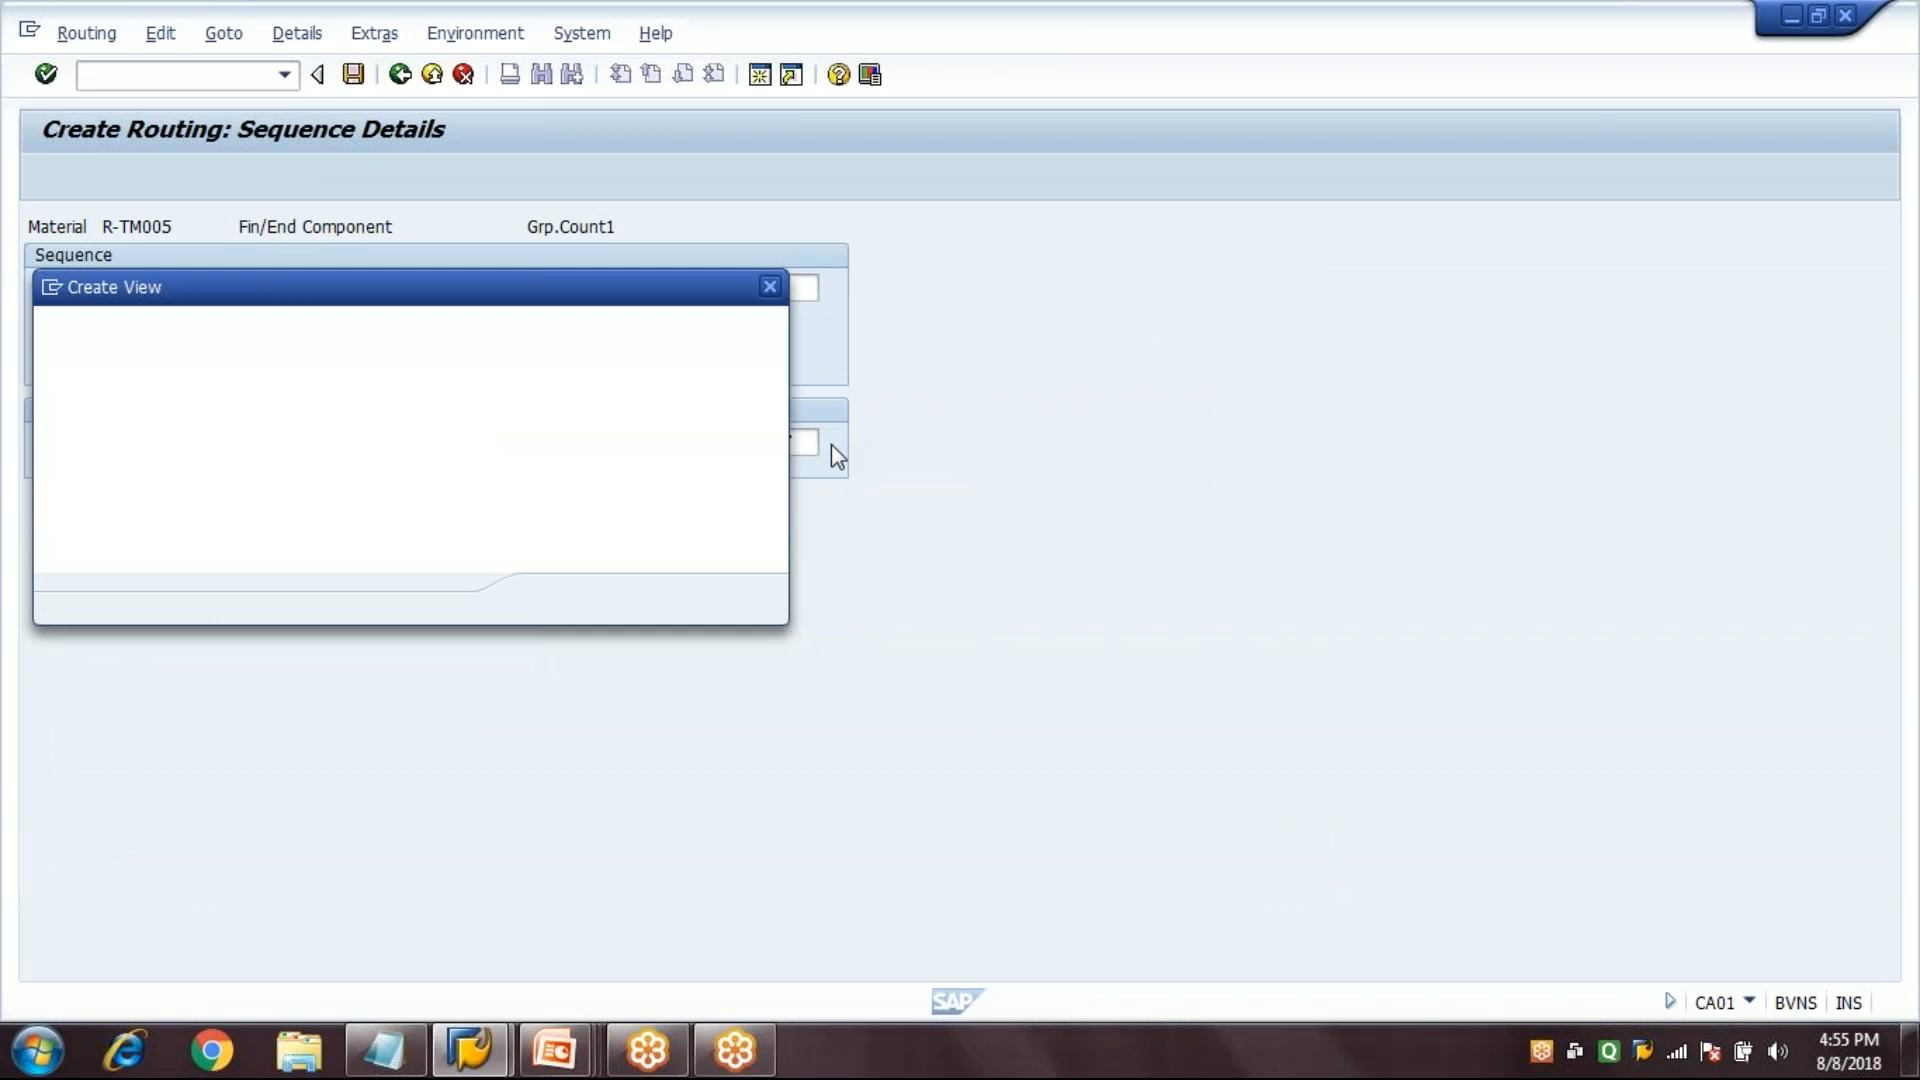 Routing Edit Goto Details Extras Environment System Help
Create Routing: Sequence Details
Material R-TM005 Fin/End Component Grp.Count1
Sequence
Create View
SAP
CA01 BVNS INS
4:55 PM
8/8/2018